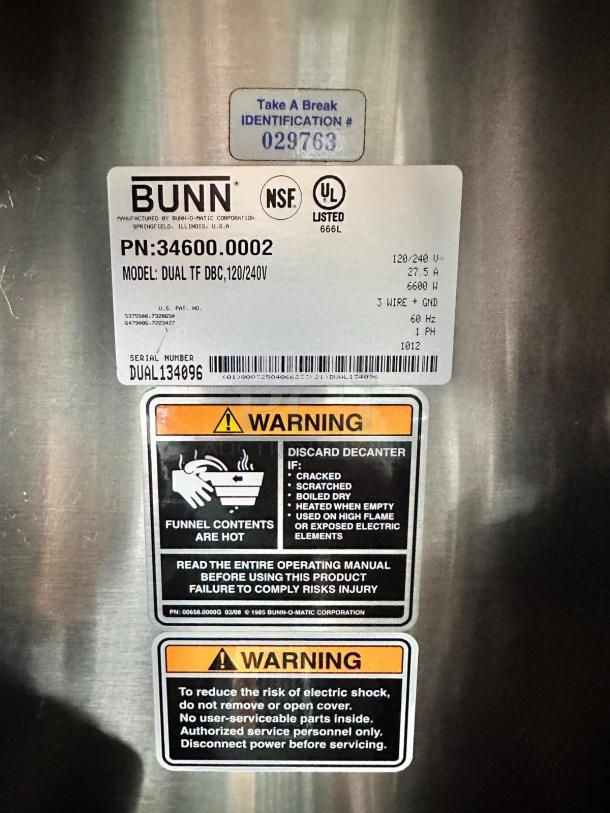 Take A Break
IDENTIFICATION #
029763
BUNN®
NSF®
UL
LISTED
666L
MANUFACTURED BY BUNN-O-MATIC CORPORATION
SPRINGFIELD, ILLINOIS, U.S.A
PN:34600.0002
MODEL: DUAL TF DBC,120/240V
120/240 V~
27.5 A
6600 W
3 WIRE + GND
60 Hz
1 PH
1012
U.S. PAT. NO.
5375508,7320650
6479086,7223427
SERIAL NUMBER
DUAL134096
WARNING
FUNNEL CONTENTS
ARE HOT
DISCARD DECANTER
IF:
• CRACKED
• SCRATCHED
• BOILED DRY
• HEATED WHEN EMPTY
• USED ON HIGH FLAME
OR EXPOSED ELECTRIC
ELEMENTS
READ THE ENTIRE OPERATING MANUAL
BEFORE USING THIS PRODUCT
FAILURE TO COMPLY RISKS INJURY
PN: 00658.0000G 02/08 © 1985 BUNN-O-MATIC CORPORATION
WARNING
To reduce the risk of electric shock,
do not remove or open cover.
No user-serviceable parts inside.
Authorized service personnel only.
Disconnect power before servicing.